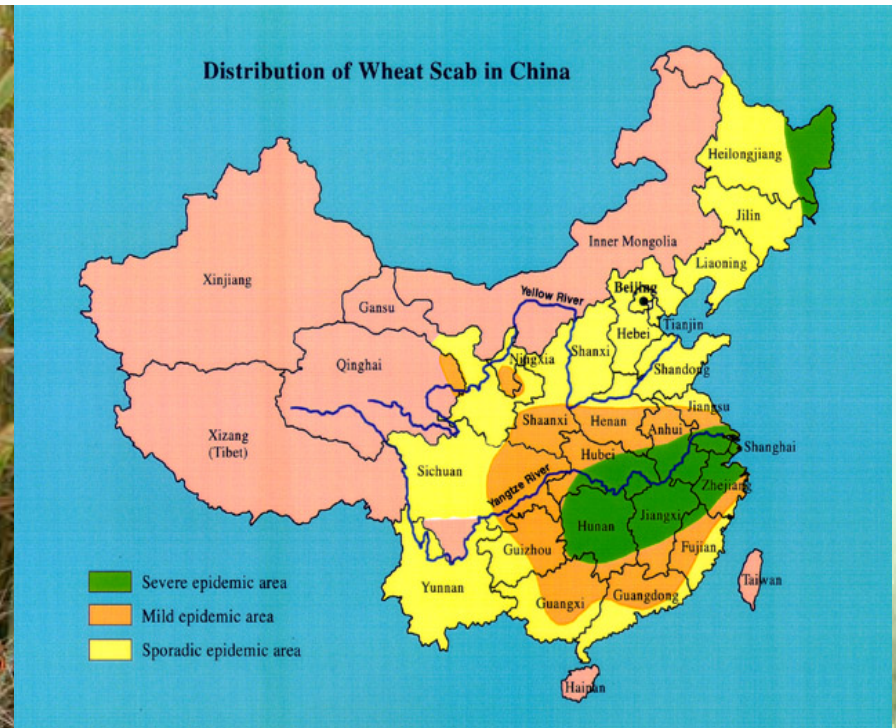 Distribution of Wheat Scab in China
Heilongjiang
Jilin
Inner Mongolia
Liaoning
Xinjiang
Beijing
Yellow River
Gansu
Tianjin
Hebei
Ningxia
Shanxi
Qinghai
Shandong
Jiangsu
Shaanxi
Henan
Anhui
Xizang
(Tibet)
Hubei
Shanghai
Sichuan
Yangtze River
Zhejiang
Hunan
Jiangxi
Guizhou
Fujian
Yunnan
Taiwan
Guangxi
Guangdong
Hainan
Severe epidemic area
Mild epidemic area
Sporadic epidemic area